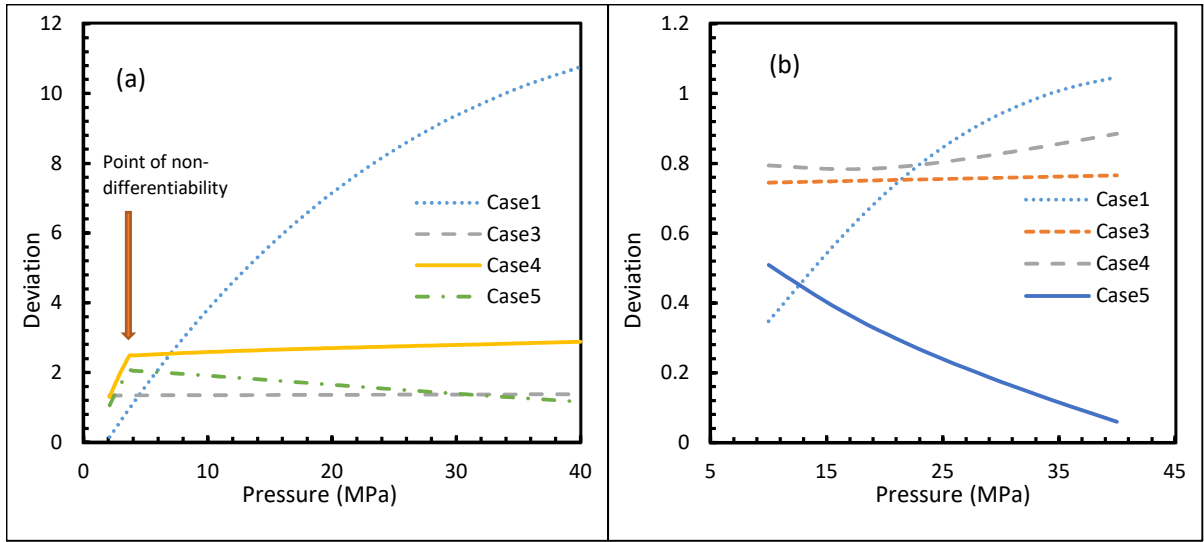 12
10
8
6
4
2
0
Deviation
(a)
Point of non-
differentiability
Case1
Case3
Case4
Case5
0 10 20 30 40
Pressure (MPa)
1.2
1
0.8
0.6
0.4
0.2
0
Deviation
(b)
Case1
Case3
Case4
Case5
5 15 25 35 45
Pressure (MPa)